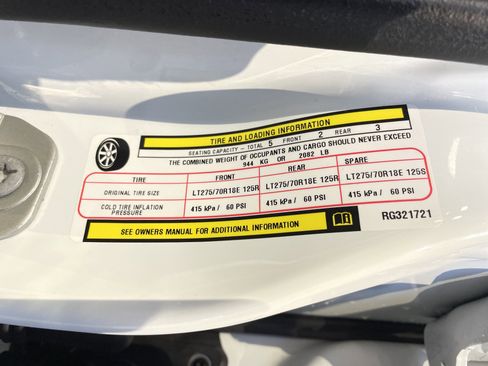 TIRE AND LOADING INFORMATION
SEATING CAPACITY - TOTAL 5 FRONT 2 REAR 3
THE COMBINED WEIGHT OF OCCUPANTS AND CARGO SHOULD NEVER EXCEED
944 KG OR 2082 LB
TIRE FRONT REAR SPARE
ORIGINAL TIRE SIZE LT275/70R18E 125R LT275/70R18E 125R LT275/70R18E 125S
COLD TIRE INFLATION PRESSURE 415 kPa / 60 PSI 415 kPa / 60 PSI 415 kPa / 60 PSI
SEE OWNERS MANUAL FOR ADDITIONAL INFORMATION
RG321721